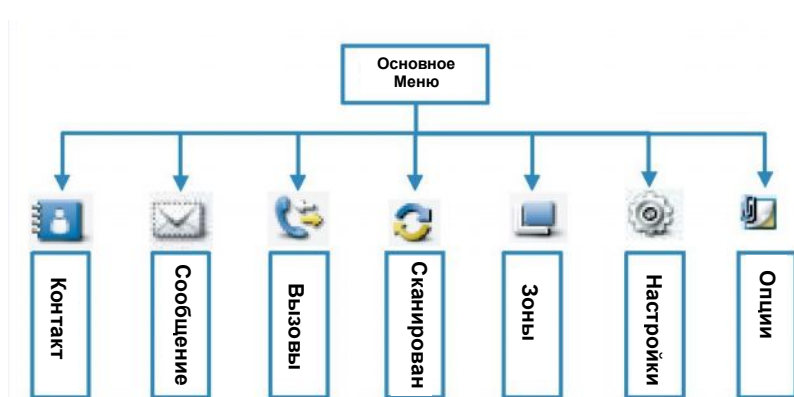 Основное
Меню
Контакт
Сообщение
Вызовы
Сканирован
Зоны
Настройки
Опции